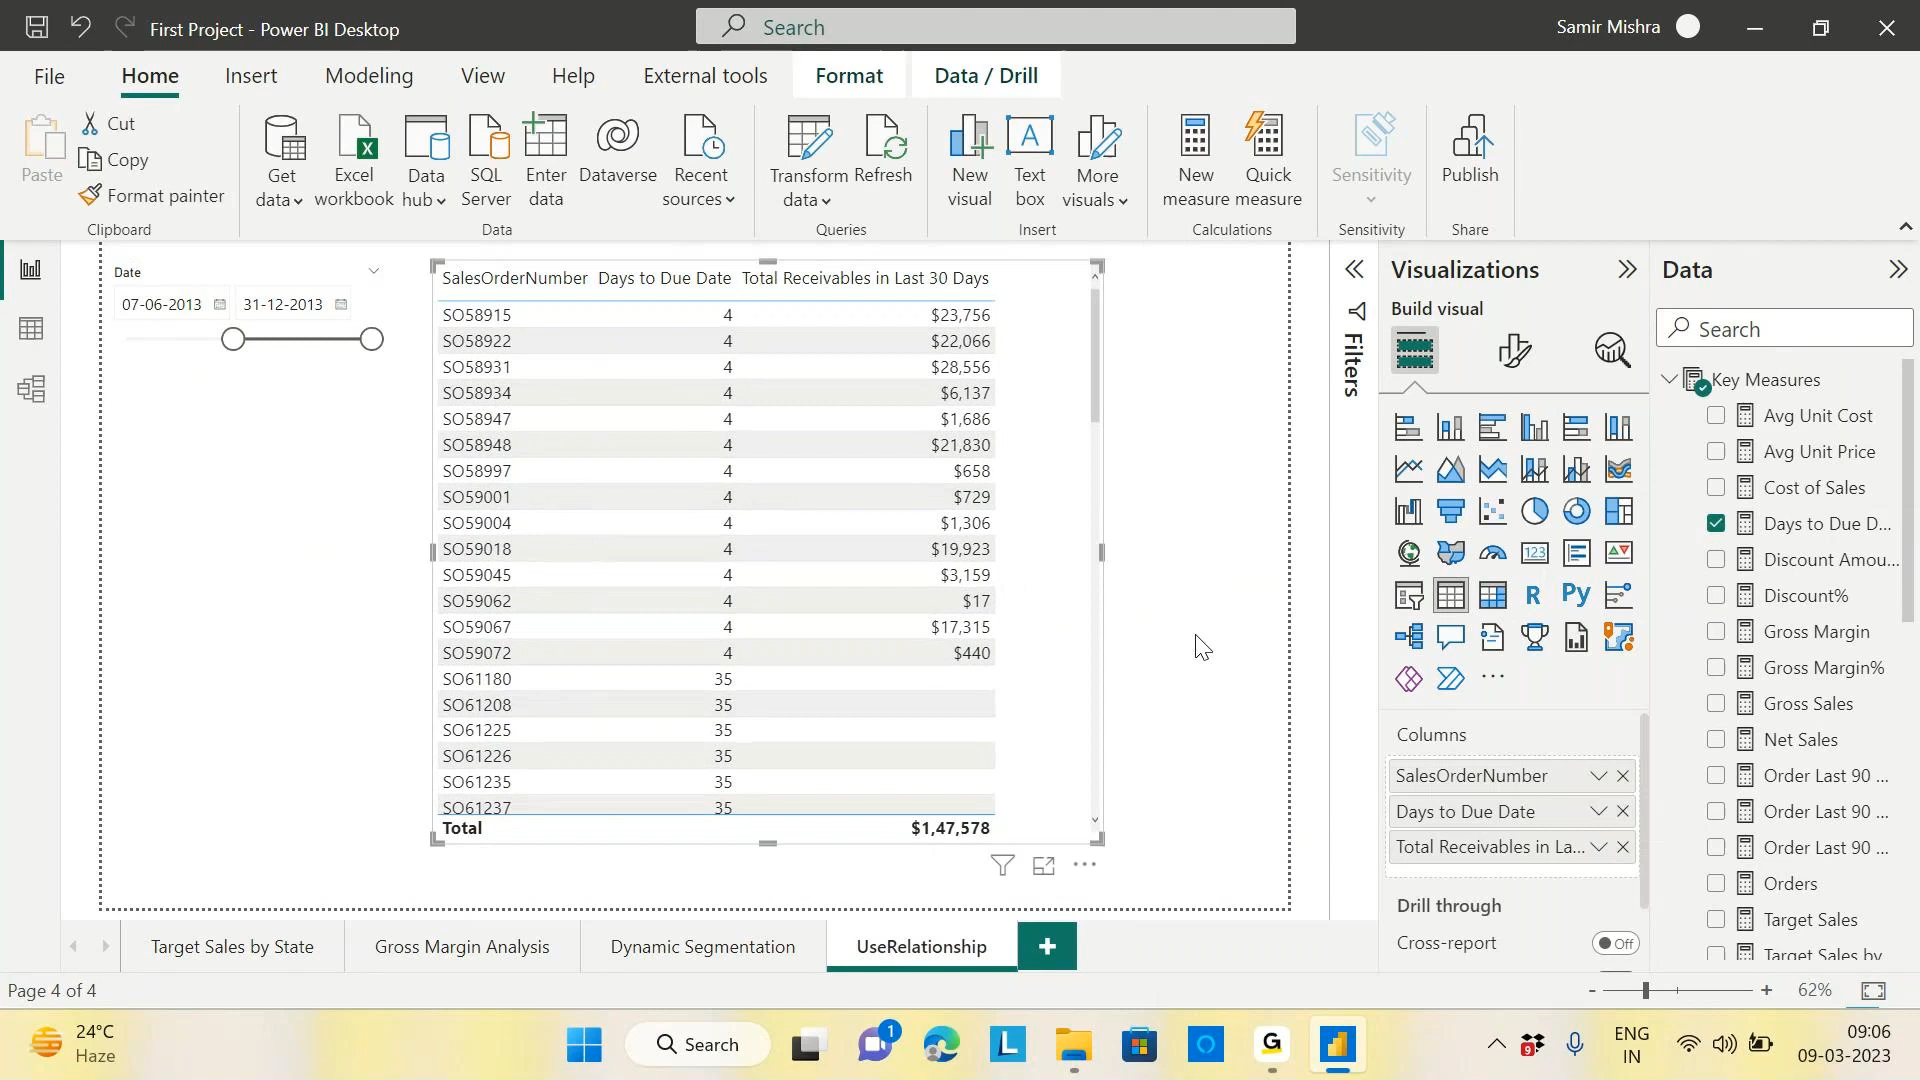 First Project - Power BI Desktop
Search
Samir Mishra
File
Home
Insert
Modeling
View
Help
External tools
Format
Data / Drill
Paste
Cut
Copy
Format painter
Clipboard
Get data
Excel workbook
Data hub
SQL Server
Enter data
Dataverse
Recent sources
Data
Transform data
Refresh
Queries
New visual
Text box
More visuals
Insert
New measure
Quick measure
Calculations
Sensitivity
Sensitivity
Publish
Share
Date
07-06-2013
31-12-2013
SalesOrderNumber Days to Due Date Total Receivables in Last 30 Days
SO58915 4 $23,756
SO58922 4 $22,066
SO58931 4 $28,556
SO58934 4 $6,137
SO58947 4 $1,686
SO58948 4 $21,830
SO58997 4 $658
SO59001 4 $729
SO59004 4 $1,306
SO59018 4 $19,923
SO59045 4 $3,159
SO59062 4 $17
SO59067 4 $17,315
SO59072 4 $440
SO61180 35
SO61208 35
SO61225 35
SO61226 35
SO61235 35
SO61237 35
Total $1,47,578
Filters
Visualizations
Build visual
123
R
Py
...
Columns
SalesOrderNumber
Days to Due Date
Total Receivables in La...
Drill through
Cross-report
Off
Data
Search
Key Measures
Avg Unit Cost
Avg Unit Price
Cost of Sales
Days to Due D...
Discount Amou...
Discount%
Gross Margin
Gross Margin%
Gross Sales
Net Sales
Order Last 90 ...
Order Last 90 ...
Order Last 90 ...
Orders
Target Sales
Target Sales by
Target Sales by State
Gross Margin Analysis
Dynamic Segmentation
UseRelationship
+
Page 4 of 4
- + 62%
24°C
Haze
Search
1
L
G
9
ENG
IN
09:06
09-03-2023